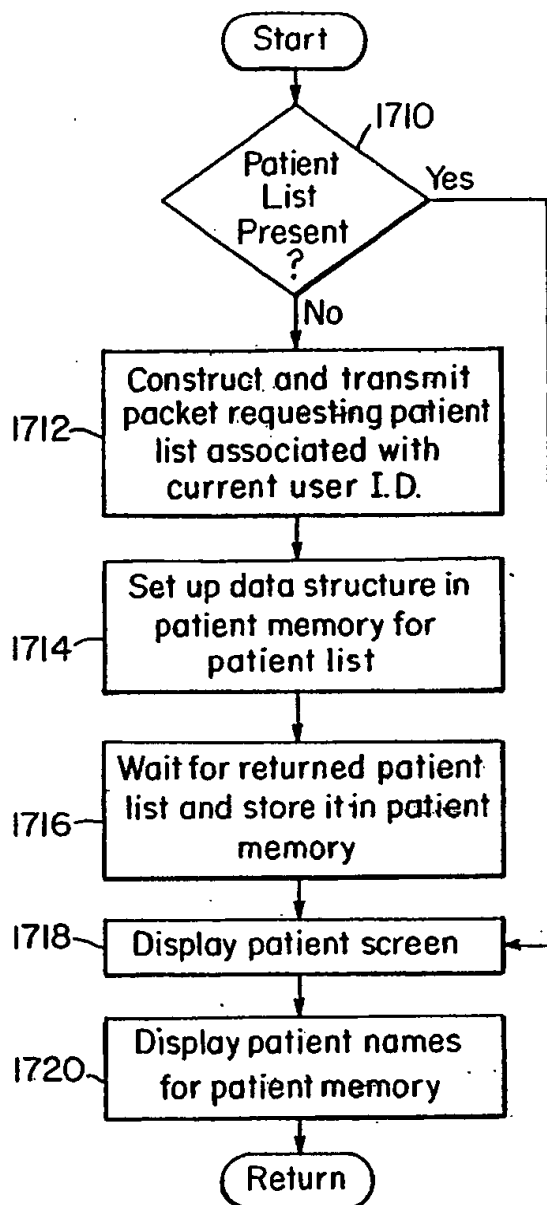 Start
1710
Patient
List
Present
?
Yes
No
Construct and transmit
packet requesting patient
list associated with
current user I.D.
1712
Set up data structure in
patient memory for
patient list
1714
Wait for returned patient
list and store it in patient
memory
1716
1718
Display patient screen
Display patient names
for patient memory
1720
Return